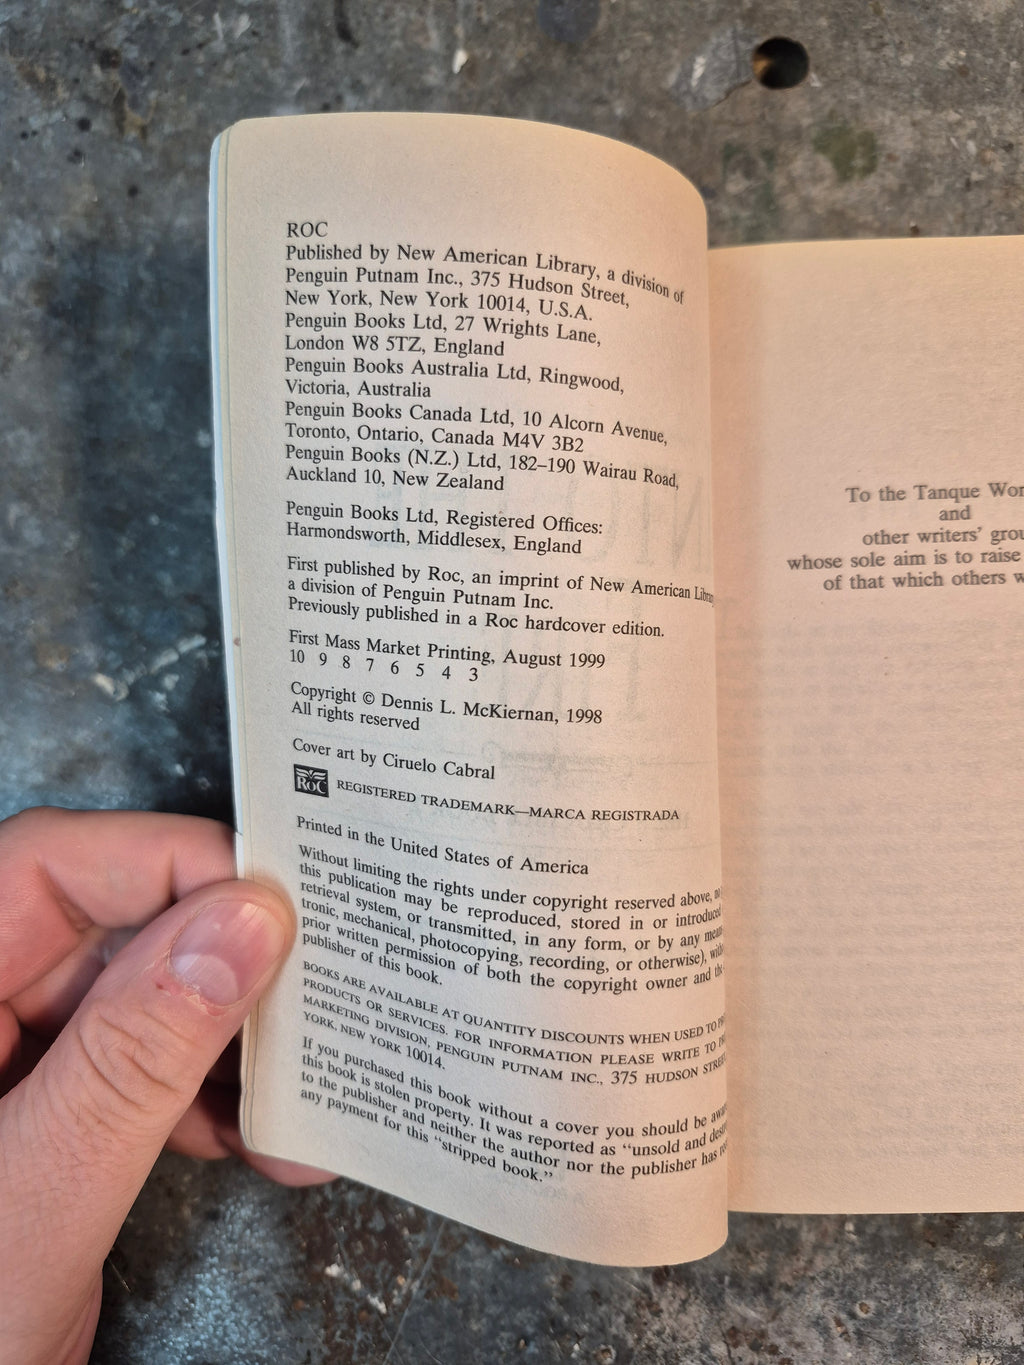 ROC
Published by New American Library, a division of
Penguin Putnam Inc., 375 Hudson Street,
New York, New York 10014, U.S.A.
Penguin Books Ltd, 27 Wrights Lane,
London W8 5TZ, England
Penguin Books Australia Ltd, Ringwood,
Victoria, Australia
Penguin Books Canada Ltd, 10 Alcorn Avenue,
Toronto, Ontario, Canada M4V 3B2
Penguin Books (N.Z.) Ltd, 182–190 Wairau Road,
Auckland 10, New Zealand
Penguin Books Ltd, Registered Offices:
Harmondsworth, Middlesex, England
First published by Roc, an imprint of New American
a division of Penguin Putnam Inc.
Previously published in a Roc hardcover edition.
First Mass Market Printing, August 1999
10 9 8 7 6 5 4 3
Copyright © Dennis L. McKiernan, 1998
All rights reserved
Cover art by Ciruelo Cabral
ROC REGISTERED TRADEMARK—MARCA REGISTRADA
Printed in the United States of America
Without limiting the rights under copyright reserved above, no
this publication may be reproduced, stored in or introduced
retrieval system, or transmitted, in any form, or by any
tronic, mechanical, photocopying, recording, or otherwise),
prior written permission of both the copyright owner and the
publisher of this book.
BOOKS ARE AVAILABLE AT QUANTITY DISCOUNTS WHEN USED TO
PRODUCTS OR SERVICES. FOR INFORMATION PLEASE WRITE TO
MARKETING DIVISION, PENGUIN PUTNAM INC., 375 HUDSON
YORK, NEW YORK 10014.
If you purchased this book without a cover you should be
this book is stolen property. It was reported as “unsold and
to the publisher and neither the author nor the publisher has
any payment for this “stripped book.”
To the Tanque
and
other writers’
whose sole aim is to raise
of that which others